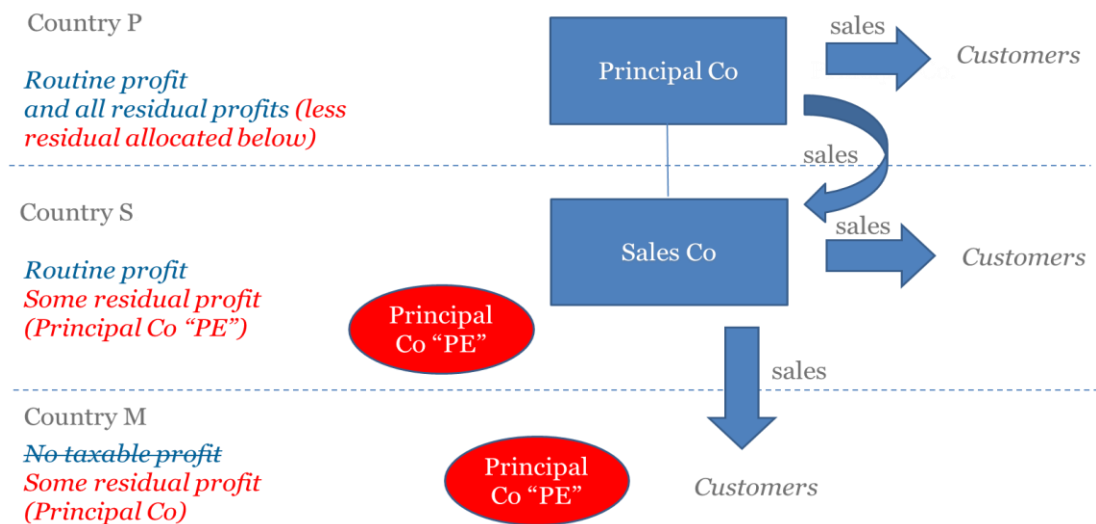 Country P
Routine profit
and all residual profits (less
residual allocated below)
Principal Co
sales
Customers
sales
Country S
Routine profit
Some residual profit
(Principal Co “PE”)
Principal
Co “PE”
Sales Co
sales
Customers
sales
Country M
No taxable profit
Some residual profit
(Principal Co)
Principal
Co “PE”
Customers